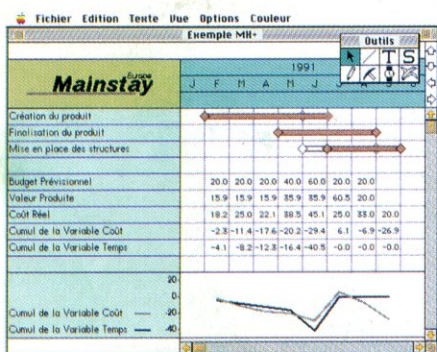 Fichier Edition Texte Vue Options Couleur
Exemple MH+
Outils
T S
1991
Mainstay Europe
J F M A M J J A S
Création du produit
Finalisation du produit
Mise en place des structures
Budget Prévisionnel 20.0 20.0 20.0 40.0 60.0 20.0 20.0
Valeur Produite 15.9 15.9 15.9 35.9 35.9 60.5 20.0
Coût Réel 18.2 25.0 22.1 38.5 45.1 25.0 33.0 20.0
Cumul de la Variable Coût -2.3 -11.4 -17.6 -20.2 -29.4 6.1 -6.9 -26.9
Cumul de la Variable Temps -4.1 -8.2 -12.3 -16.4 -40.5 -0.0 -0.0 -0.0
20
0
Cumul de la Variable Coût -20
Cumul de la Variable Temps -40